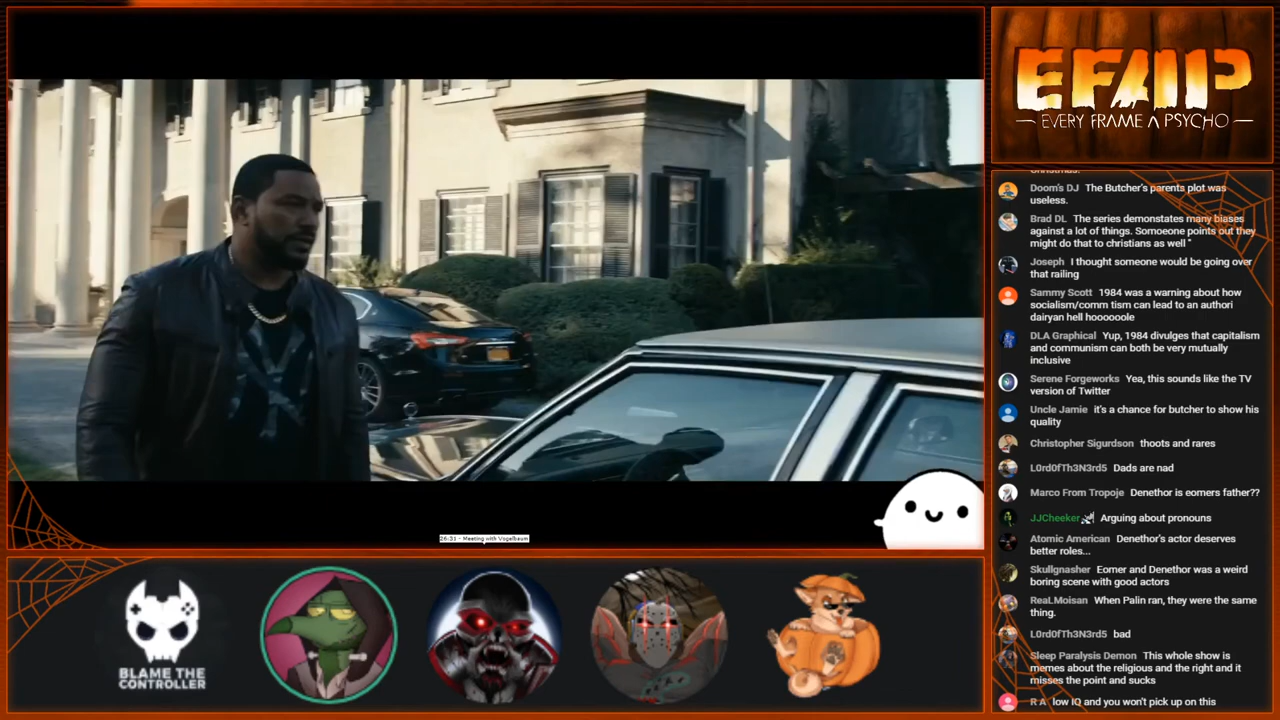 EFAP
EVERY FRAME A PSYCHO
Christmas.
Doom's DJ The Butcher's parents plot was
useless.
Brad DL The series demonstates many biases
against a lot of things. Someoone points out they
might do that to christians as well "
Joseph I thought someone would be going over
that railing
Sammy Scott 1984 was a warning about how
socialism/comm tism can lead to an authori
dairyan hell hooooole
DLA Graphical Yup, 1984 divulges that capitalism
and communism can both be very mutually
inclusive
Serene Forgeworks Yea, this sounds like the TV
version of Twitter
Uncle Jamie it's a chance for butcher to show his
quality
Christopher Sigurdson thoots and rares
L0rd0fTh3N3rd5 Dads are nad
Marco From Tropoje Denethor is eomers father??
JJCheeker Arguing about pronouns
Atomic American Denethor's actor deserves
better roles...
Skullgnasher Eomer and Denethor was a weird
boring scene with good actors
ReaLMoisan When Palin ran, they were the same
thing.
L0rd0fTh3N3rd5 bad
Sleep Paralysis Demon This whole show is
memes about the religious and the right and it
misses the point and sucks
R A low IQ and you won't pick up on this
26:31 - Meeting with Vogelbaum
BLAME THE
CONTROLLER